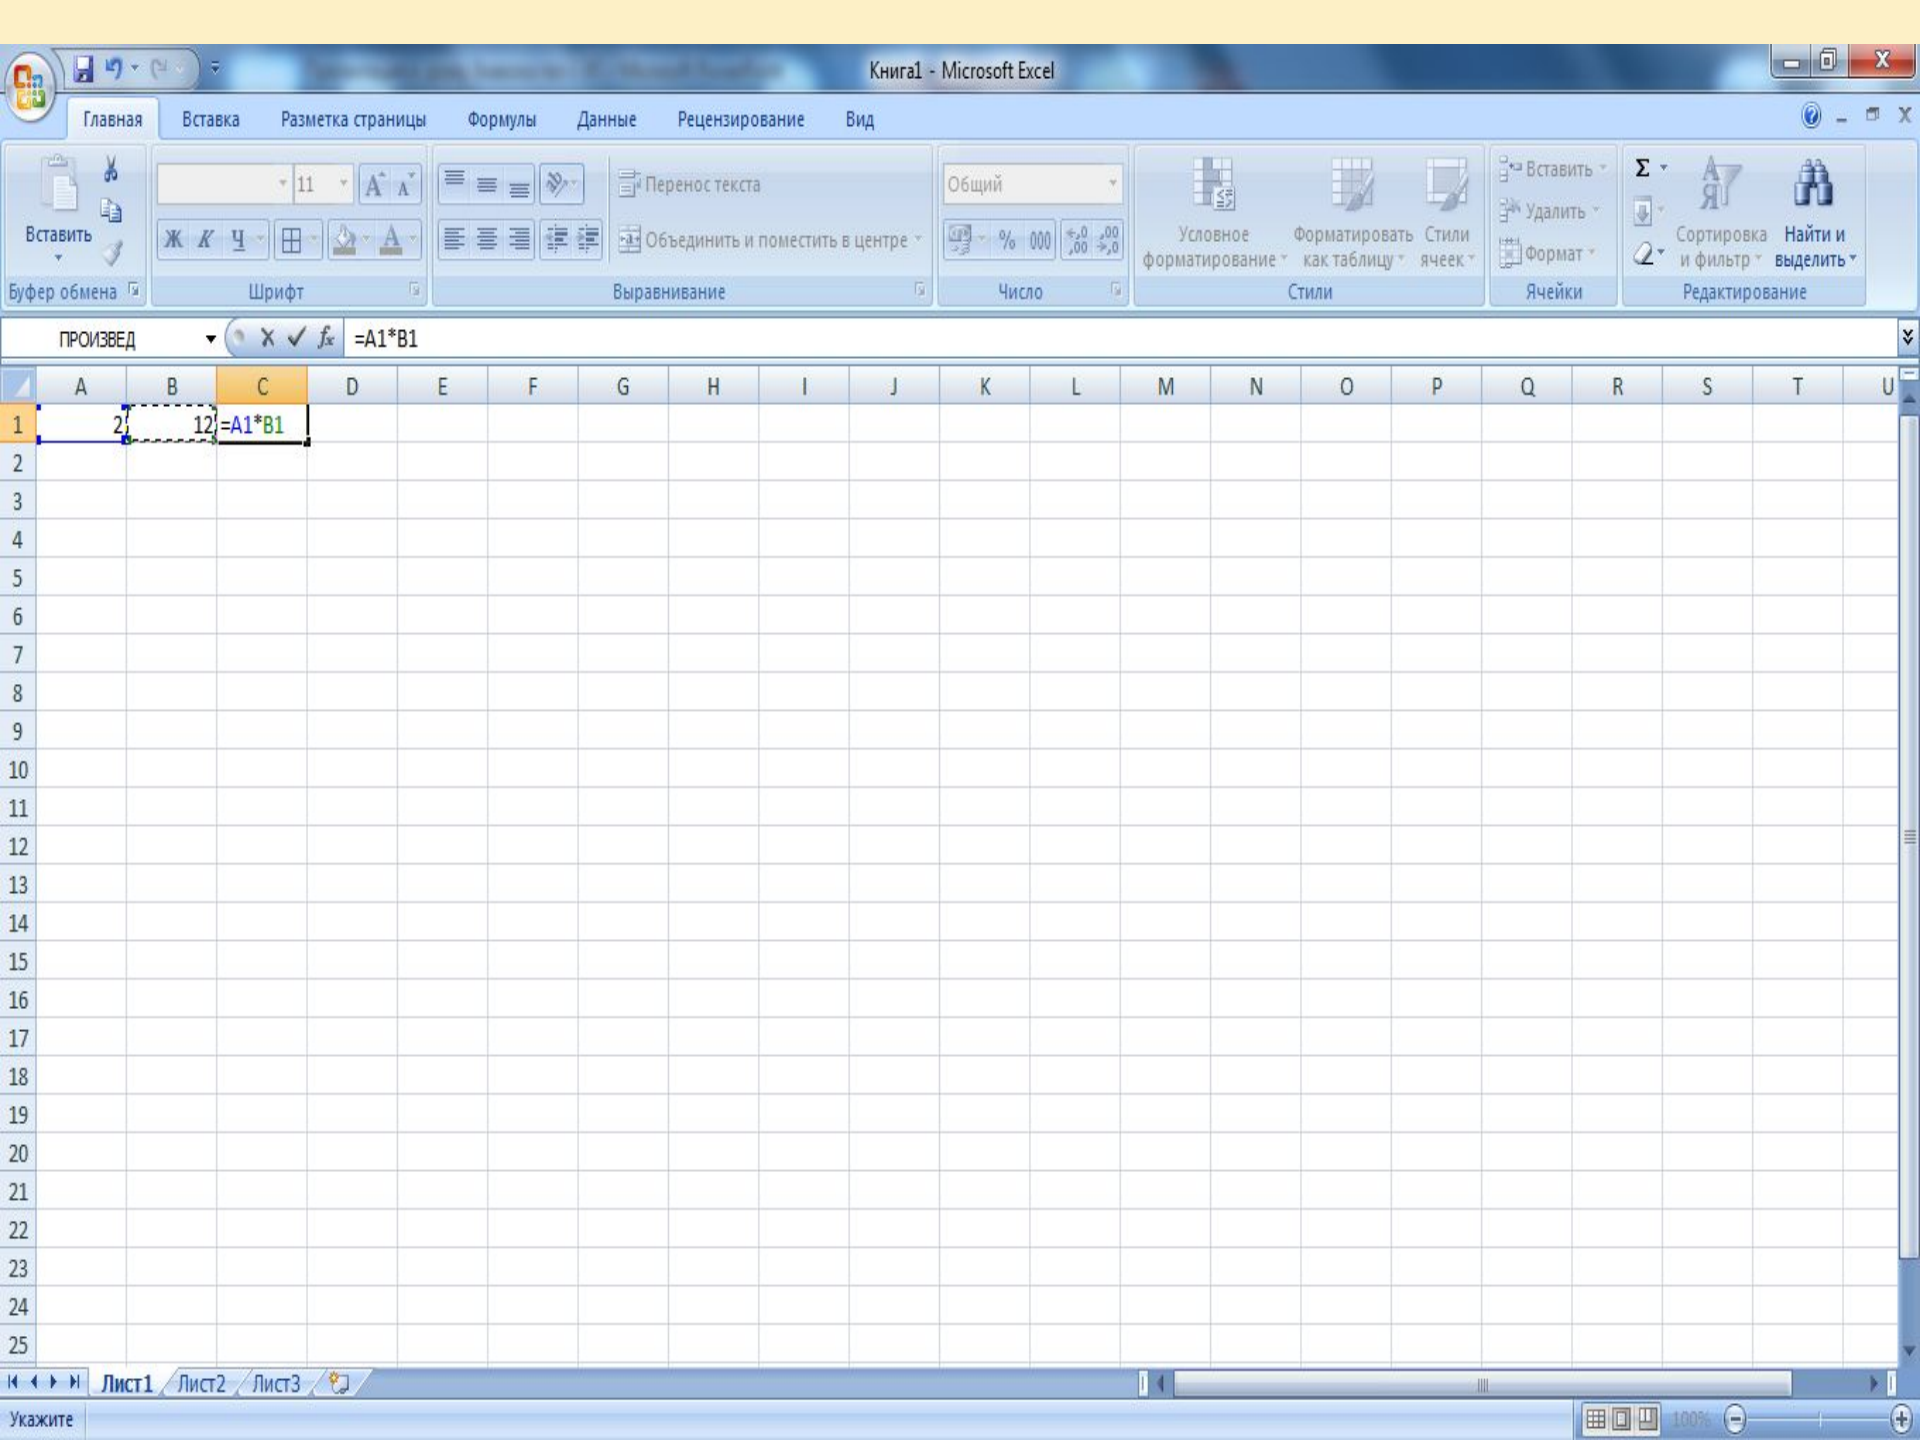 Книга1 - Microsoft Excel
Главная Вставка Разметка страницы Формулы Данные Рецензирование Вид
Вставить
Буфер обмена
11
Ж К Ч
Шрифт
Перенос текста
Объединить и поместить в центре
Выравнивание
Общий
% 000
Число
Условное форматирование
Форматировать как таблицу
Стили ячеек
Стили
Вставить
Удалить
Формат
Ячейки
Σ
Сортировка и фильтр
Найти и выделить
Редактирование
ПРОИЗВЕД fx =A1*B1
A B C D E F G H I J K L M N O P Q R S T U
1 2 12 =A1*B1
2
3
4
5
6
7
8
9
10
11
12
13
14
15
16
17
18
19
20
21
22
23
24
25
Лист1 Лист2 Лист3
Укажите 100%